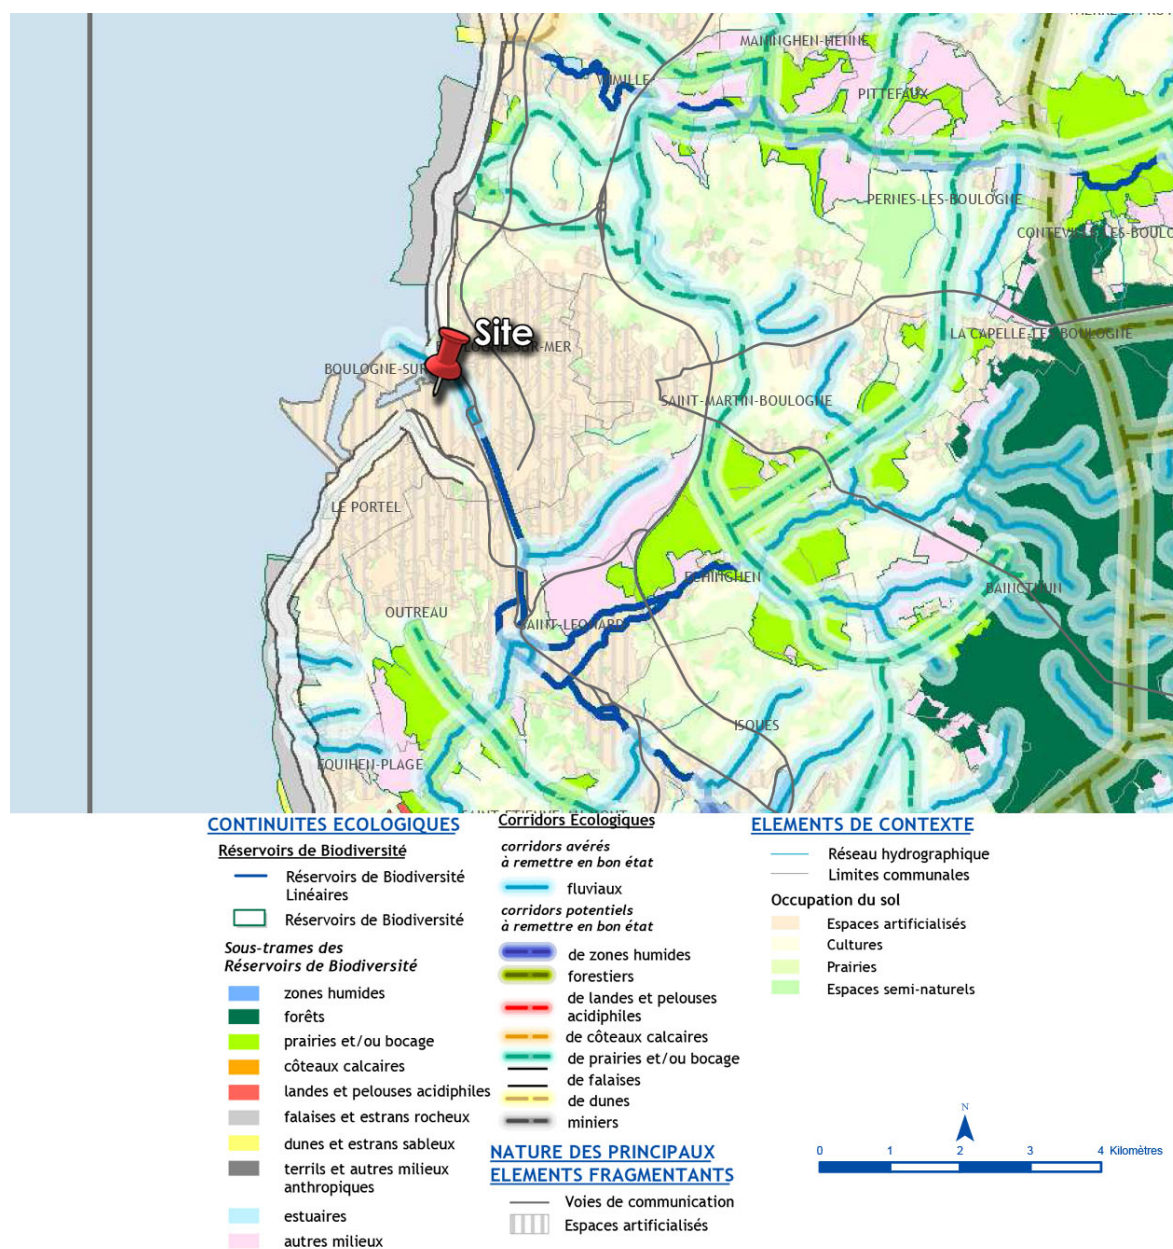 MANINGHEN-HENNE
WIMILLE
PITTEFAUX
PERNES-LES-BOULOGNE
Site
LA CAPELLE-LES-BOULOGNE
BOULOGNE-SUR
SAINT-MARTIN-BOULOGNE
LE PORTEL
ECHINGHEN
BAINCTHUN
OUTREAU
SAINT-LEONARD
ISQUES
EQUIHEN-PLAGE
CONTINUITES ECOLOGIQUES
Réservoirs de Biodiversité
Réservoirs de Biodiversité
Linéaires
Réservoirs de Biodiversité
Sous-trames des
Réservoirs de Biodiversité
zones humides
forêts
prairies et/ou bocage
côteaux calcaires
landes et pelouses acidiphiles
falaises et estrans rocheux
dunes et estrans sableux
terrils et autres milieux
anthropiques
estuaires
autres milieux
Corridors Ecologiques
corridors avérés
à remettre en bon état
fluviaux
corridors potentiels
à remettre en bon état
de zones humides
forestiers
de landes et pelouses
acidiphiles
de côteaux calcaires
de prairies et/ou bocage
de falaises
de dunes
miniers
NATURE DES PRINCIPAUX
ELEMENTS FRAGMENTANTS
Voies de communication
Espaces artificialisés
ELEMENTS DE CONTEXTE
Réseau hydrographique
Limites communales
Occupation du sol
Espaces artificialisés
Cultures
Prairies
Espaces semi-naturels
N
0 1 2 3 4 Kilomètres